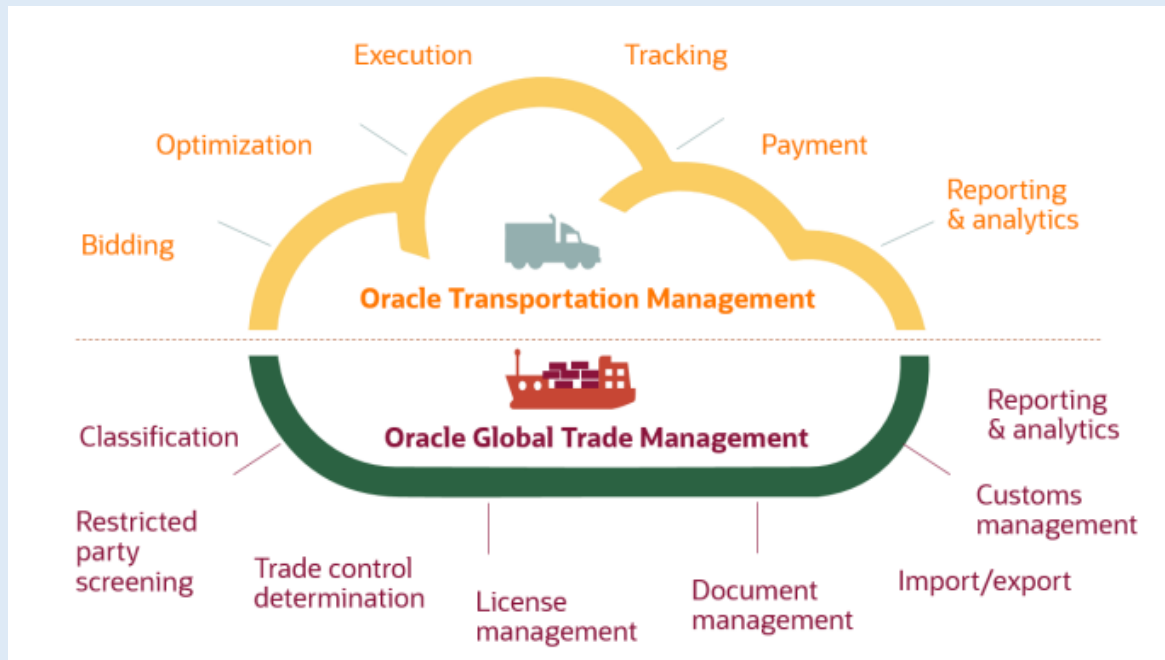 Execution
Tracking
Optimization
Payment
Bidding
Reporting
& analytics
Oracle Transportation Management
Oracle Global Trade Management
Classification
Reporting
& analytics
Restricted
party
screening
Trade control
determination
License
management
Document
management
Customs
management
Import/export